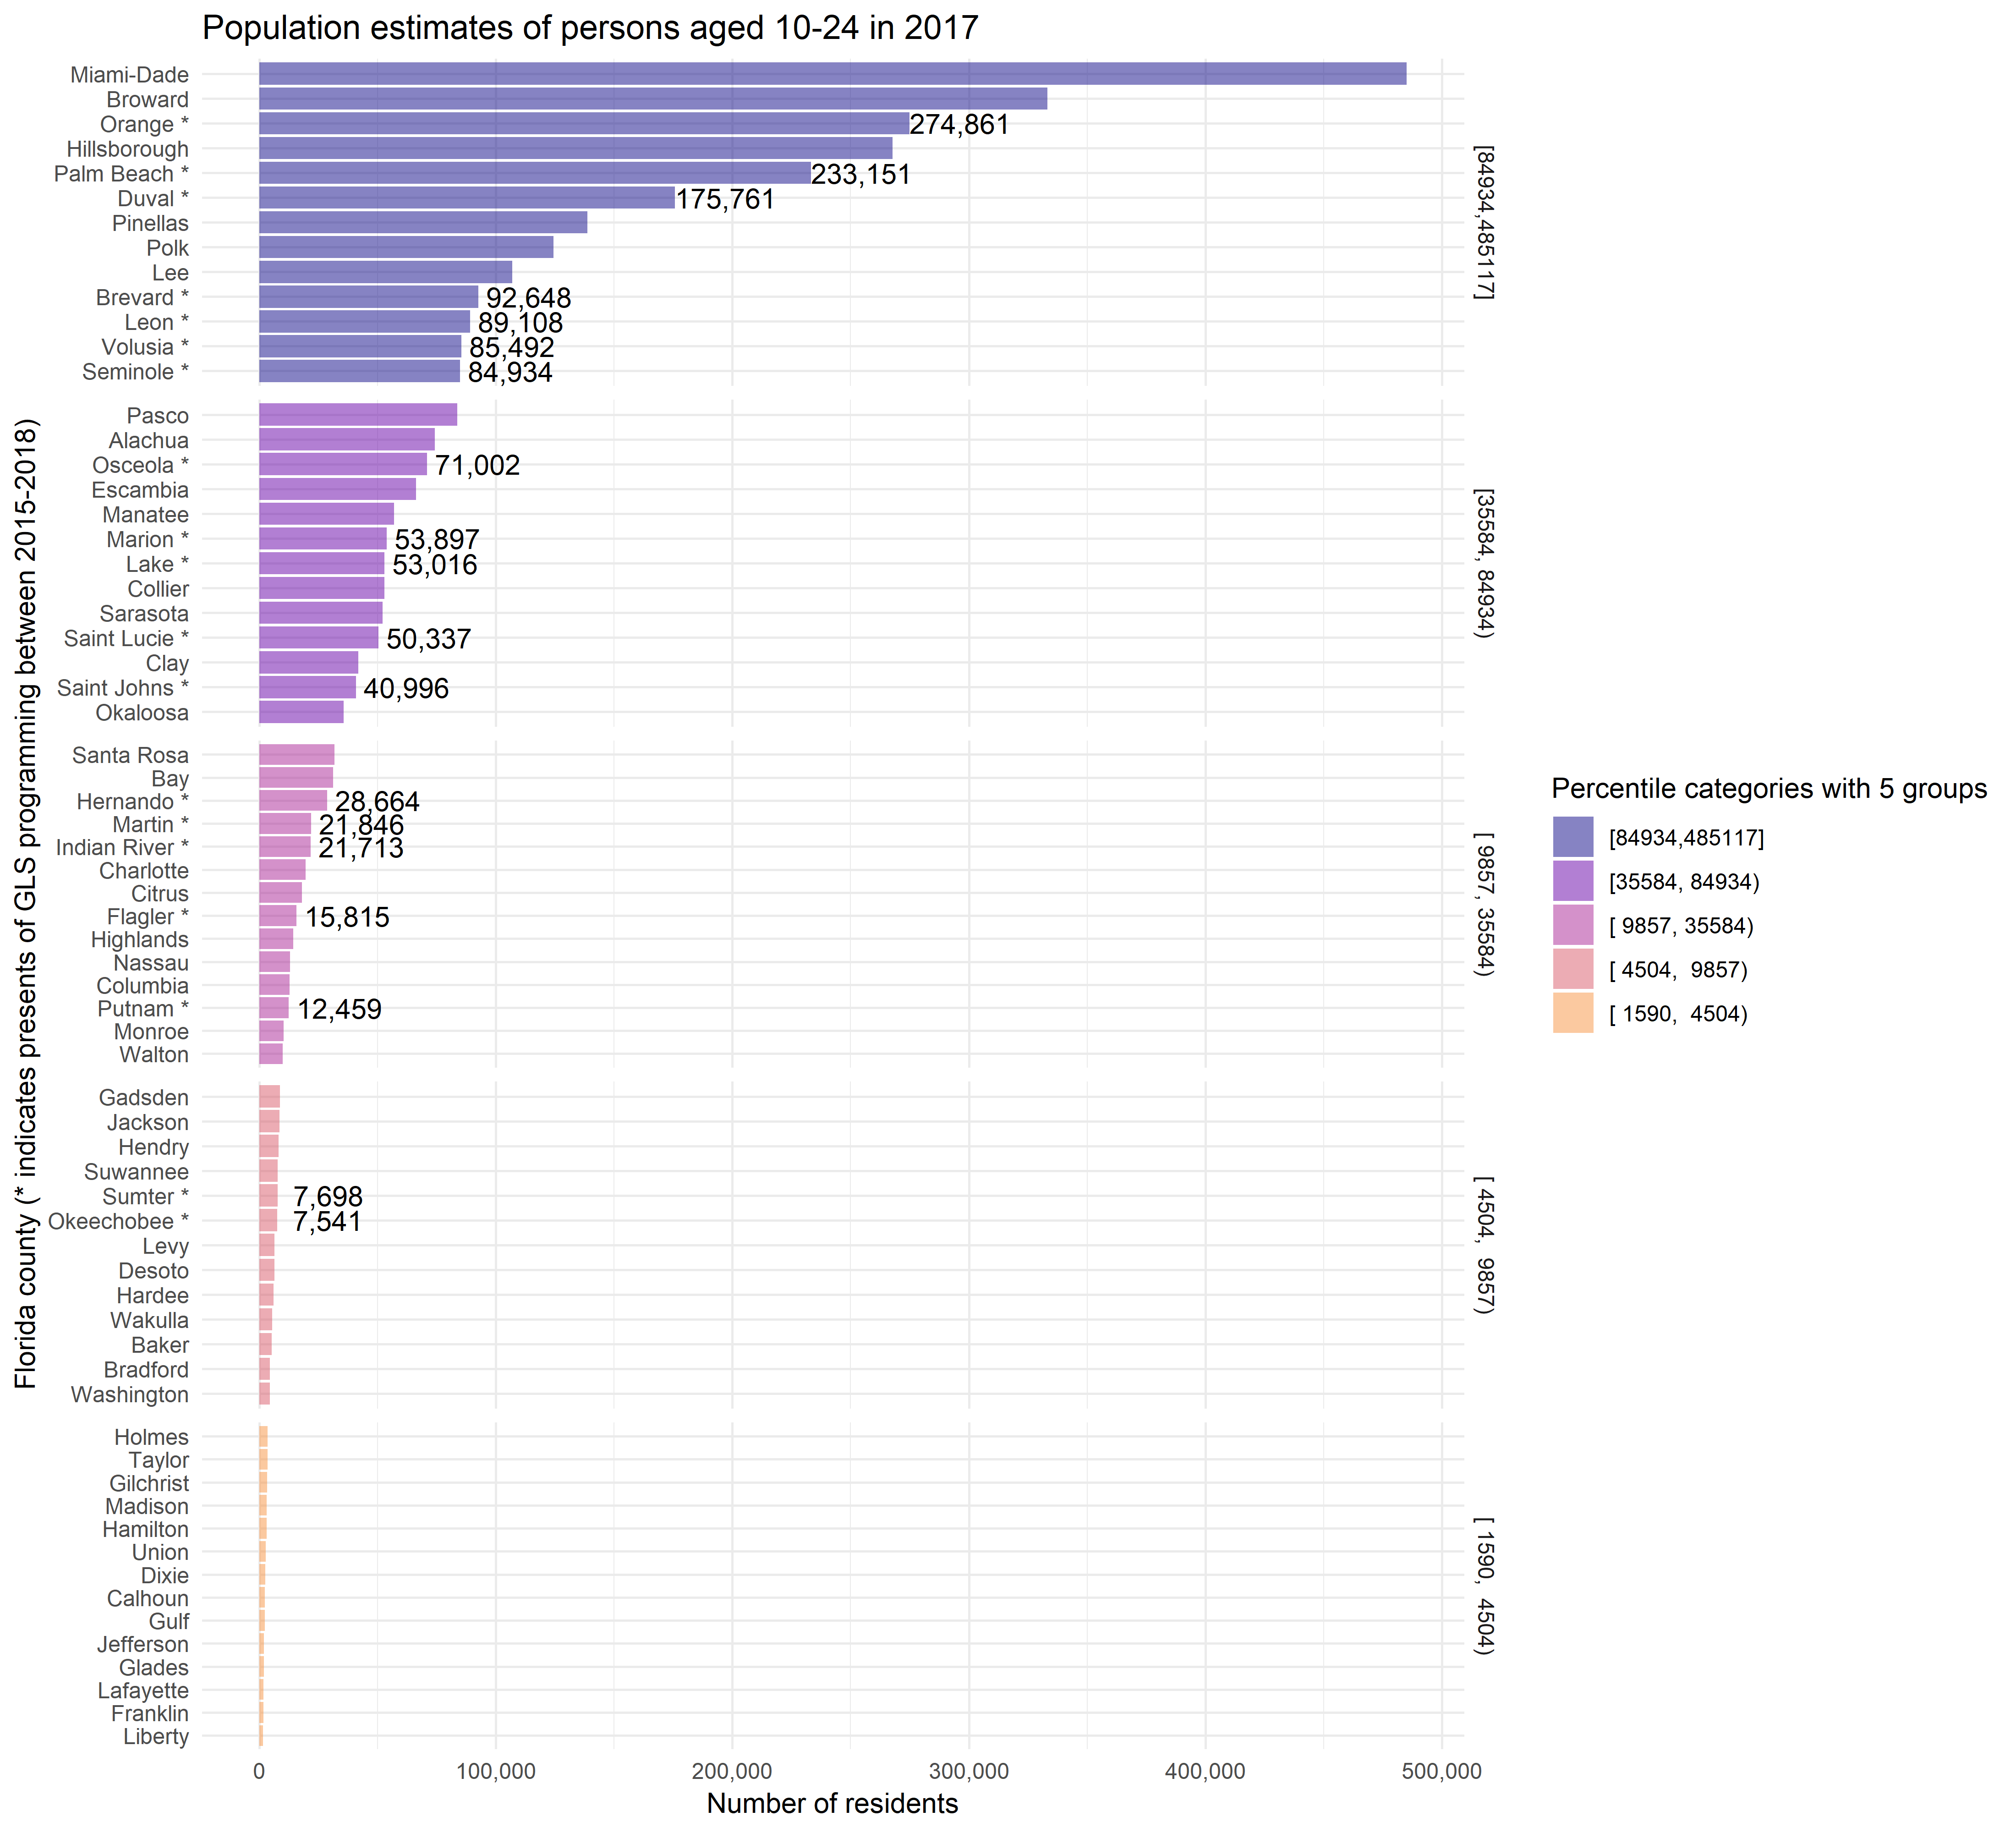 Population estimates of persons aged 10-24 in 2017
Florida county (* indicates presents of GLS programming between 2015-2018)
Miami-Dade
Broward
Orange * 274,861
Hillsborough
Palm Beach * 233,151
Duval * 175,761
Pinellas
Polk
Lee
Brevard * 92,648
Leon * 89,108
Volusia * 85,492
Seminole * 84,934
[84934,485117]
Pasco
Alachua
Osceola * 71,002
Escambia
Manatee
Marion * 53,897
Lake * 53,016
Collier
Sarasota
Saint Lucie * 50,337
Clay
Saint Johns * 40,996
Okaloosa
[35584, 84934)
Santa Rosa
Bay
Hernando * 28,664
Martin * 21,846
Indian River * 21,713
Charlotte
Citrus
Flagler * 15,815
Highlands
Nassau
Columbia
Putnam * 12,459
Monroe
Walton
[ 9857, 35584)
Gadsden
Jackson
Hendry
Suwannee
Sumter * 7,698
Okeechobee * 7,541
Levy
Desoto
Hardee
Wakulla
Baker
Bradford
Washington
[ 4504,  9857)
Holmes
Taylor
Gilchrist
Madison
Hamilton
Union
Dixie
Calhoun
Gulf
Jefferson
Glades
Lafayette
Franklin
Liberty
[ 1590,  4504)
0 100,000 200,000 300,000 400,000 500,000
Number of residents
Percentile categories with 5 groups
[84934,485117]
[35584, 84934)
[ 9857, 35584)
[ 4504,  9857)
[ 1590,  4504)